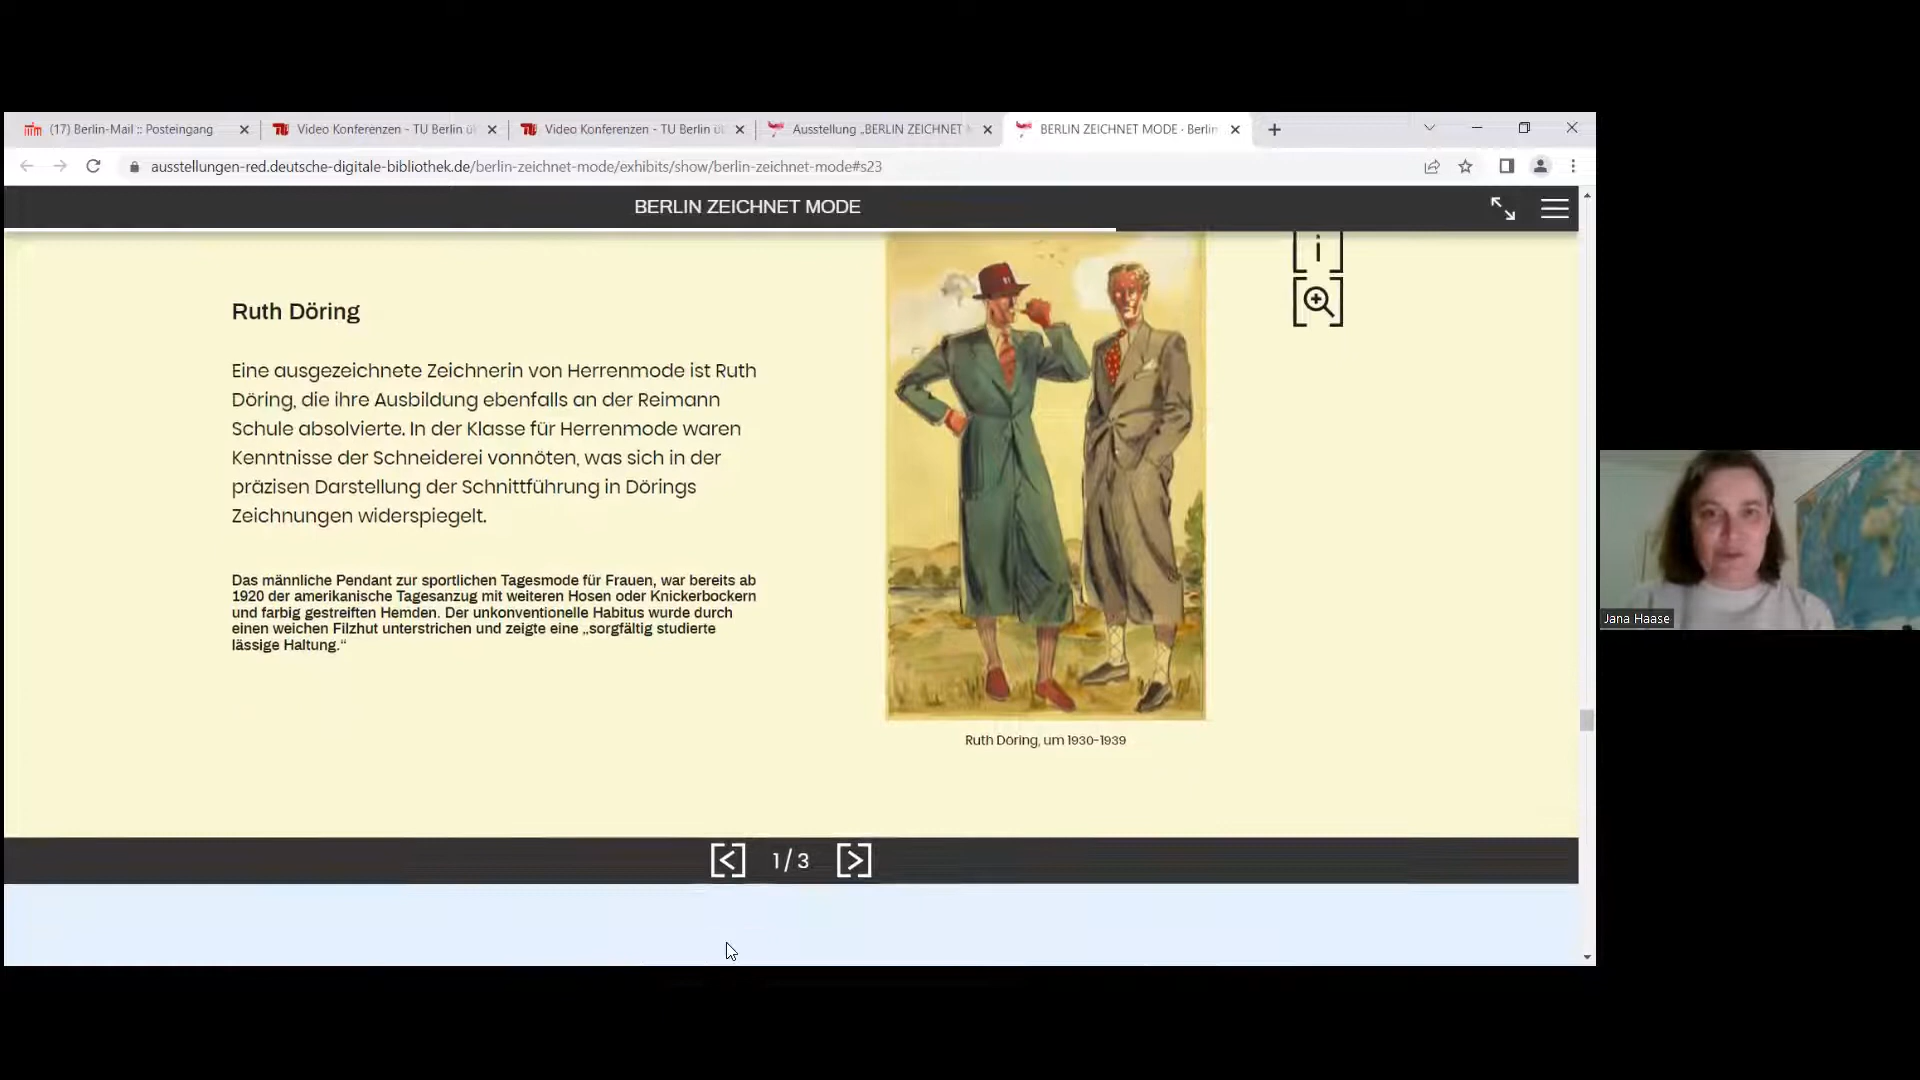 (17) Berlin-Mail :: Posteingang
Video Konferenzen - TU Berlin ü
Video Konferenzen - TU Berlin ü
Ausstellung „BERLIN ZEICHNET
BERLIN ZEICHNET MODE · Berlin
ausstellungen-red.deutsche-digitale-bibliothek.de/berlin-zeichnet-mode/exhibits/show/berlin-zeichnet-mode#s23
BERLIN ZEICHNET MODE
Ruth Döring
Eine ausgezeichnete Zeichnerin von Herrenmode ist Ruth
Döring, die ihre Ausbildung ebenfalls an der Reimann
Schule absolvierte. In der Klasse für Herrenmode waren
Kenntnisse der Schneiderei vonnöten, was sich in der
präzisen Darstellung der Schnittführung in Dörings
Zeichnungen widerspiegelt.
Das männliche Pendant zur sportlichen Tagesmode für Frauen, war bereits ab
1920 der amerikanische Tagesanzug mit weiteren Hosen oder Knickerbockern
und farbig gestreiften Hemden. Der unkonventionelle Habitus wurde durch
einen weichen Filzhut unterstrichen und zeigte eine „sorgfältig studierte
lässige Haltung.“
Ruth Döring, um 1930-1939
1 / 3
Jana Haase